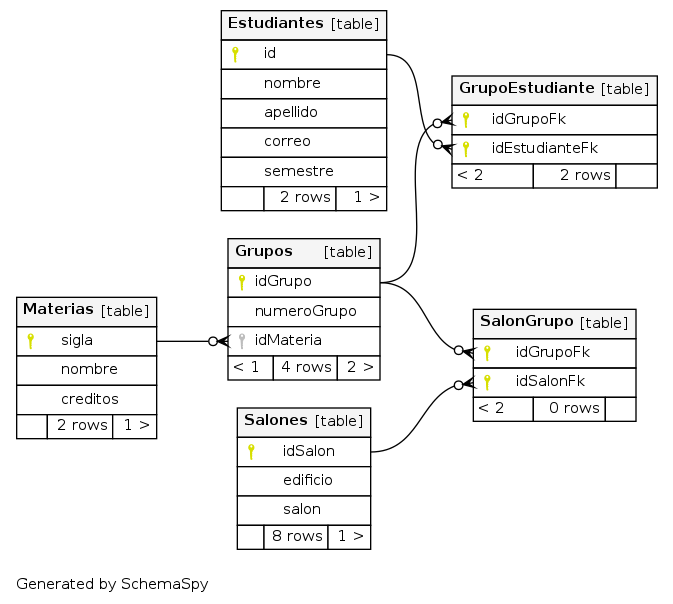 Estudiantes [table]
id
nombre
apellido
correo
semestre
2 rows 1 >
GrupoEstudiante [table]
idGrupoFk
idEstudianteFk
< 2 2 rows
Grupos [table]
idGrupo
numeroGrupo
idMateria
< 1 4 rows 2 >
Materias [table]
sigla
nombre
creditos
2 rows 1 >
SalonGrupo [table]
idGrupoFk
idSalonFk
< 2 0 rows
Salones [table]
idSalon
edificio
salon
8 rows 1 >
Generated by SchemaSpy